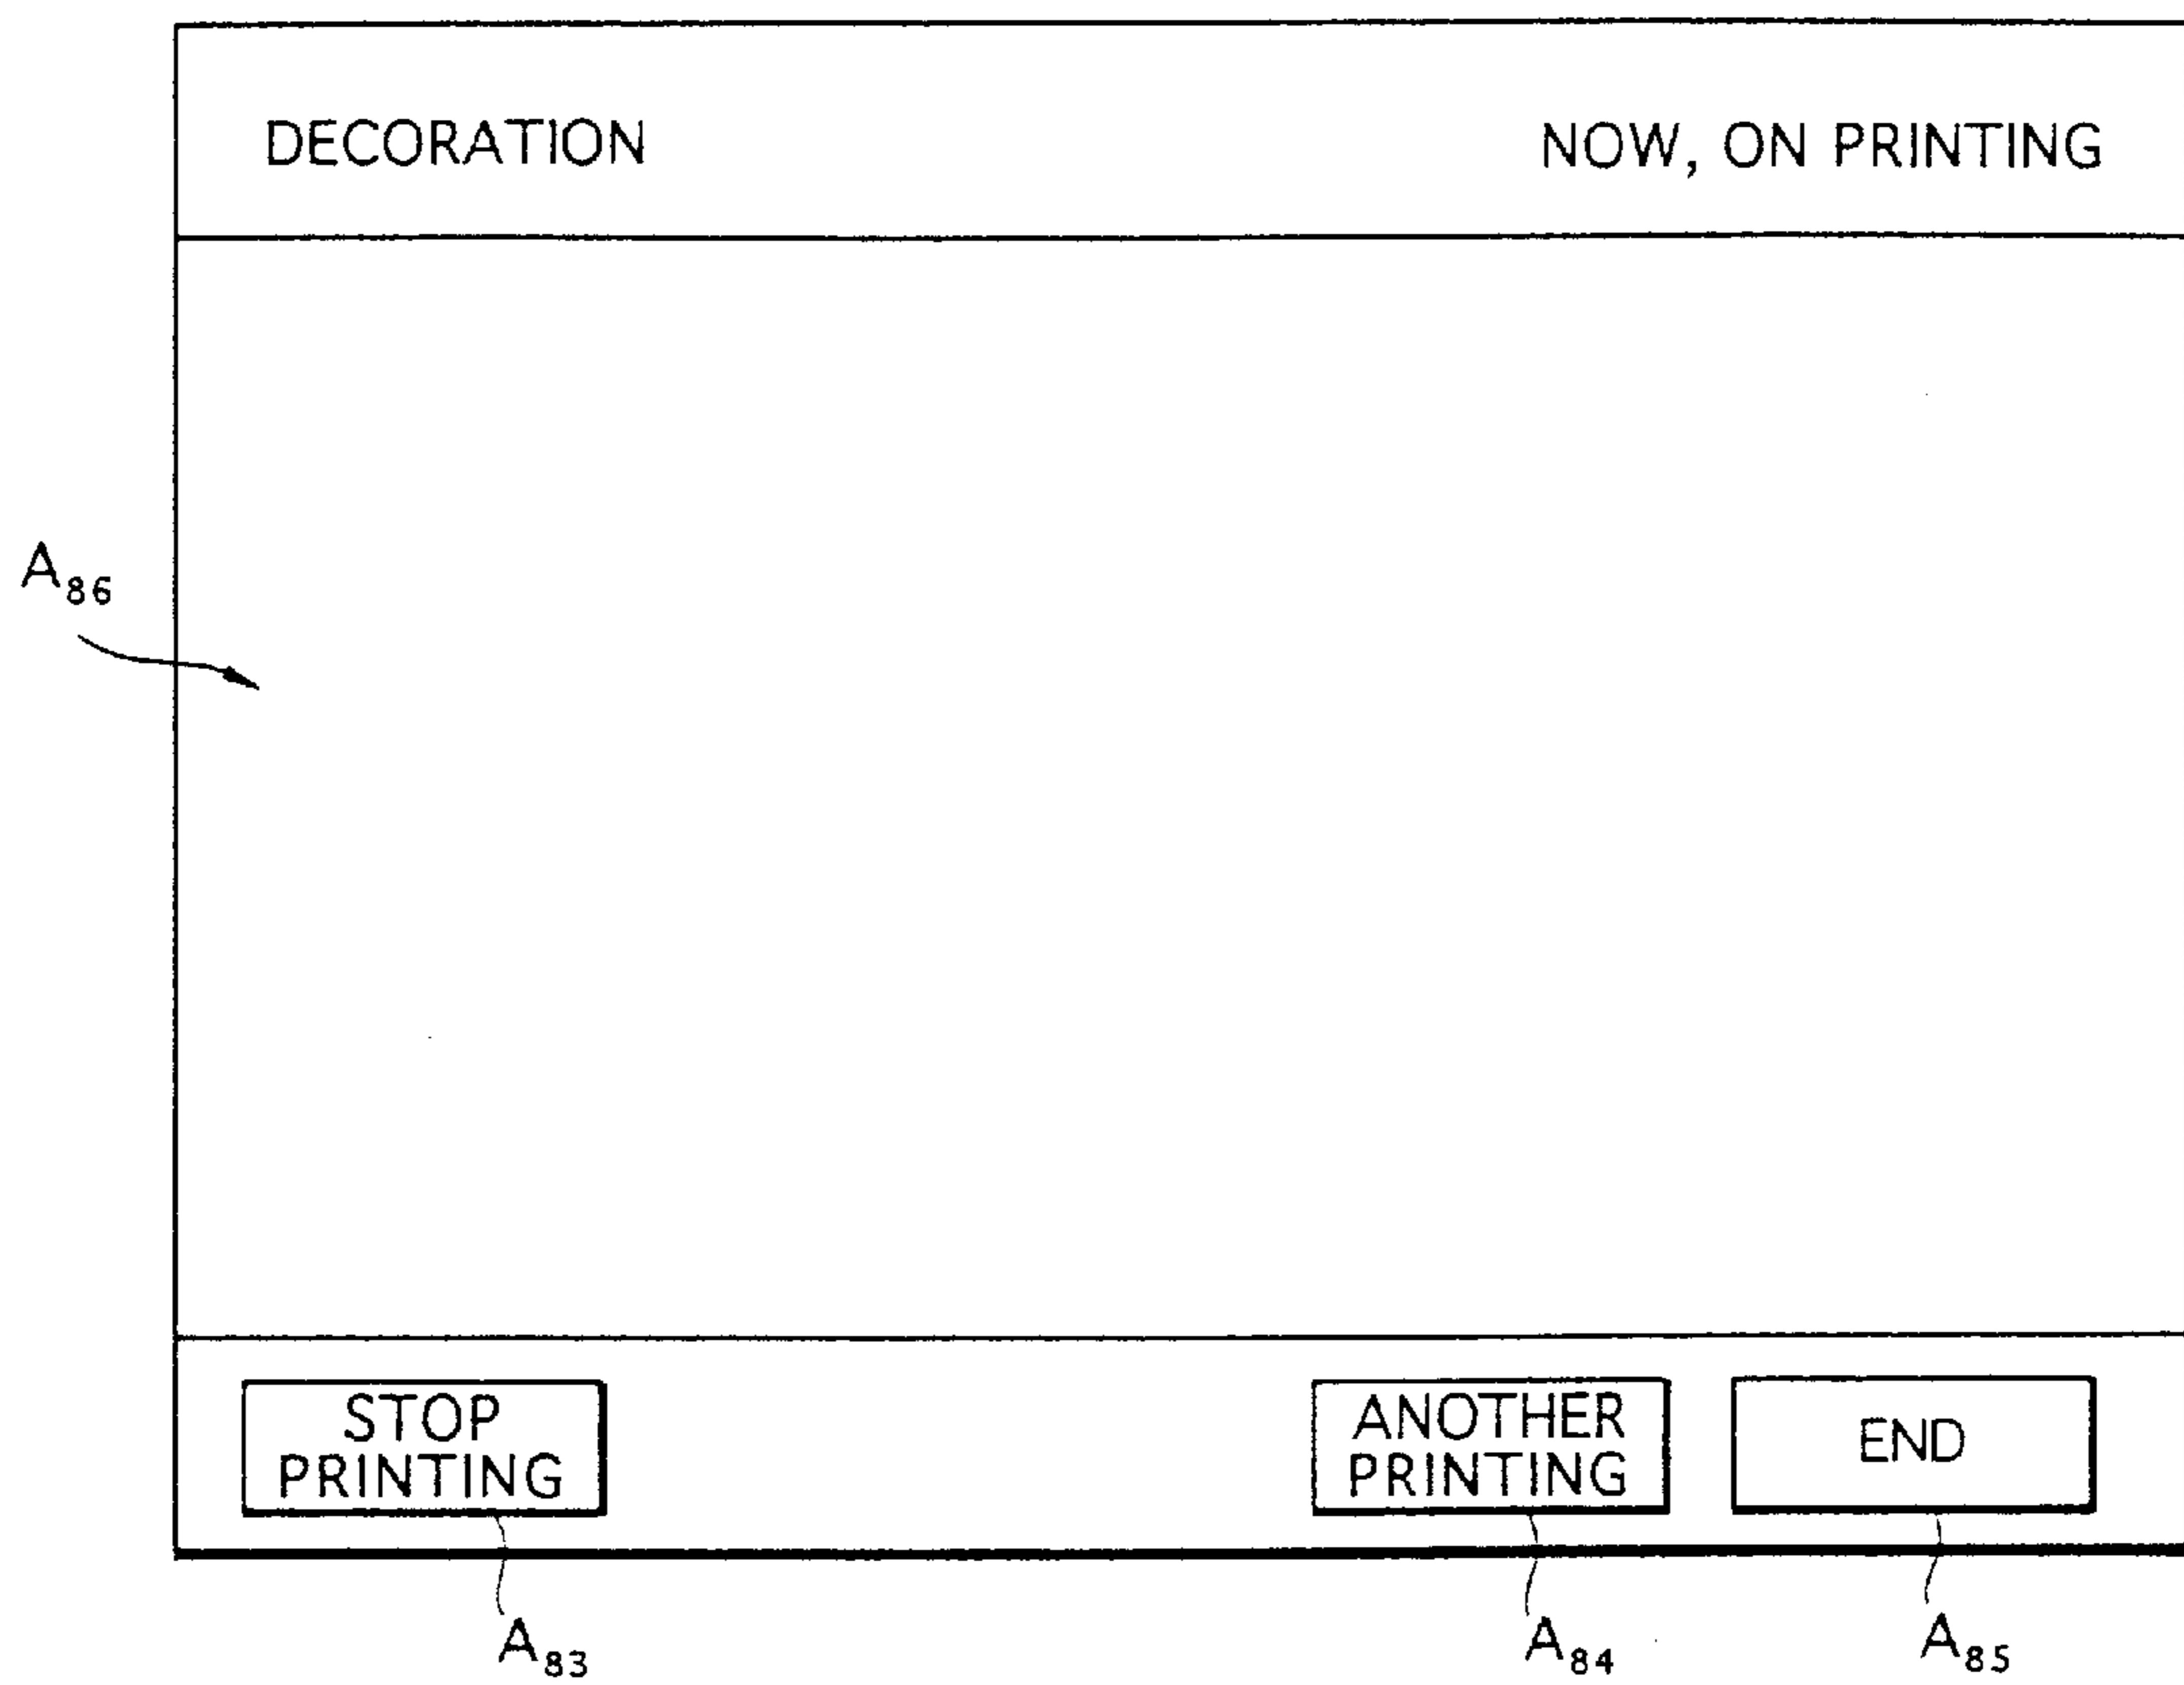 DECORATION NOW, ON PRINTING
A86
STOP
PRINTING
ANOTHER
PRINTING
END
A83 A84 A85